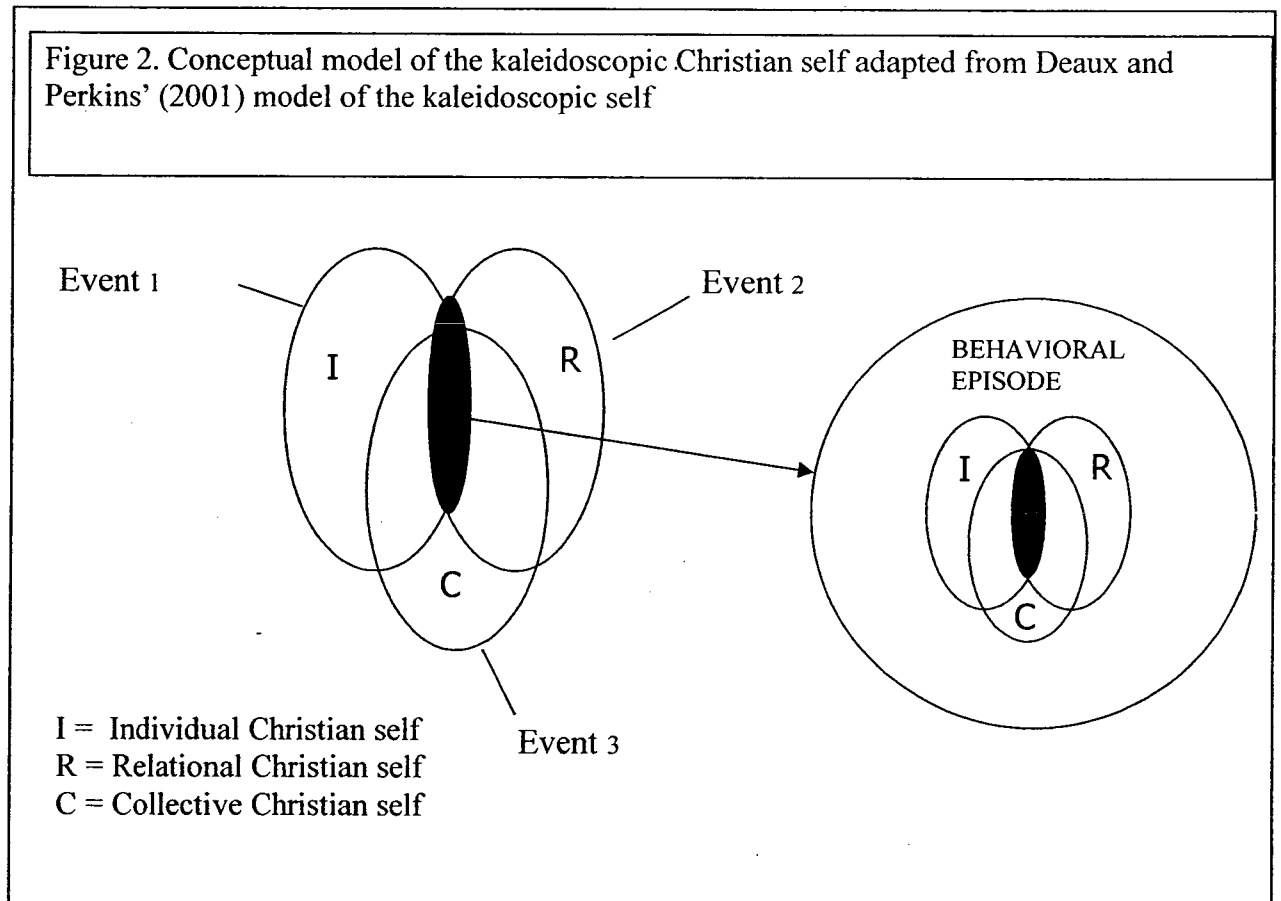 Figure 2. Conceptual model of the kaleidoscopic Christian self adapted from Deaux and
Perkins' (2001) model of the kaleidoscopic self
Event 1
Event 2
I
R
C
BEHAVIORAL
EPISODE
I
R
C
Event 3
I = Individual Christian self
R = Relational Christian self
C = Collective Christian self